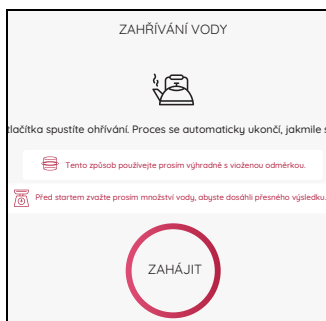 ZAHŘÍVÁNÍ VODY
tlačítka spustíte ohřívání. Proces se automaticky ukončí, jakmile s
Tento způsob používejte prosím výhradně s vloženou odměrkou.
Před startem zvažte prosím množství vody, abyste dosáhli přesného výsledku.
ZAHÁJIT